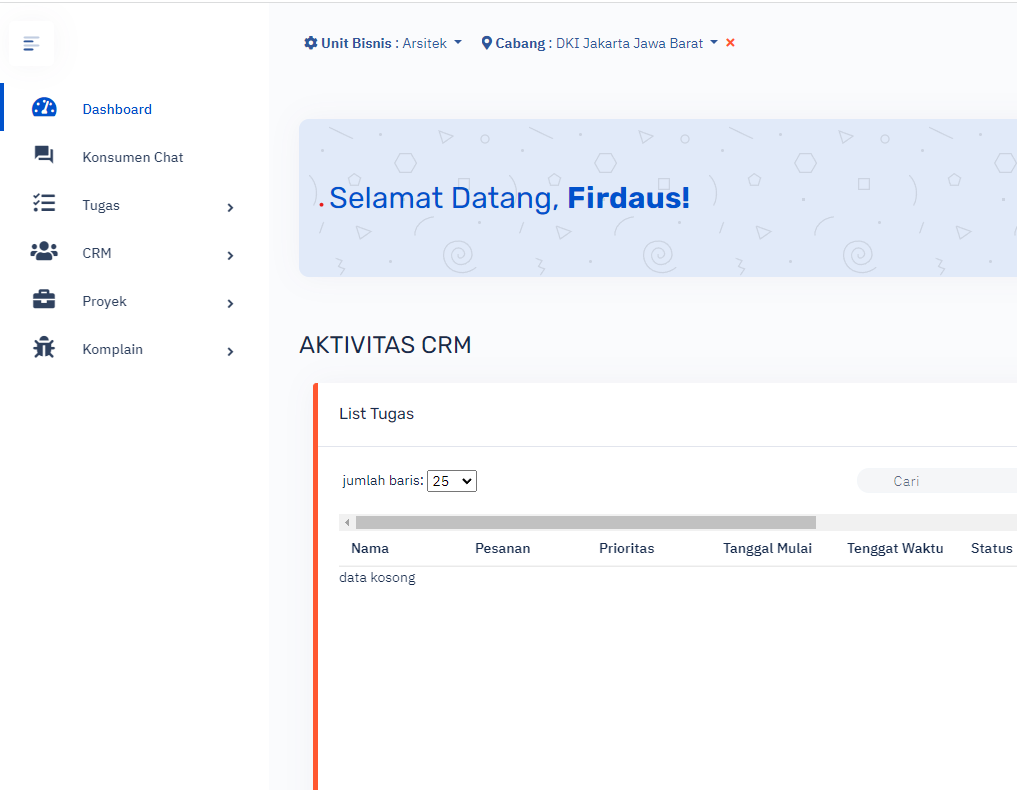 Unit Bisnis : Arsitek Cabang : DKI Jakarta Jawa Barat
Dashboard
Konsumen Chat
Tugas
CRM
Proyek
Komplain
Selamat Datang, Firdaus!
AKTIVITAS CRM
List Tugas
jumlah baris: 25
Cari
Nama Pesanan Prioritas Tanggal Mulai Tenggat Waktu Status
data kosong